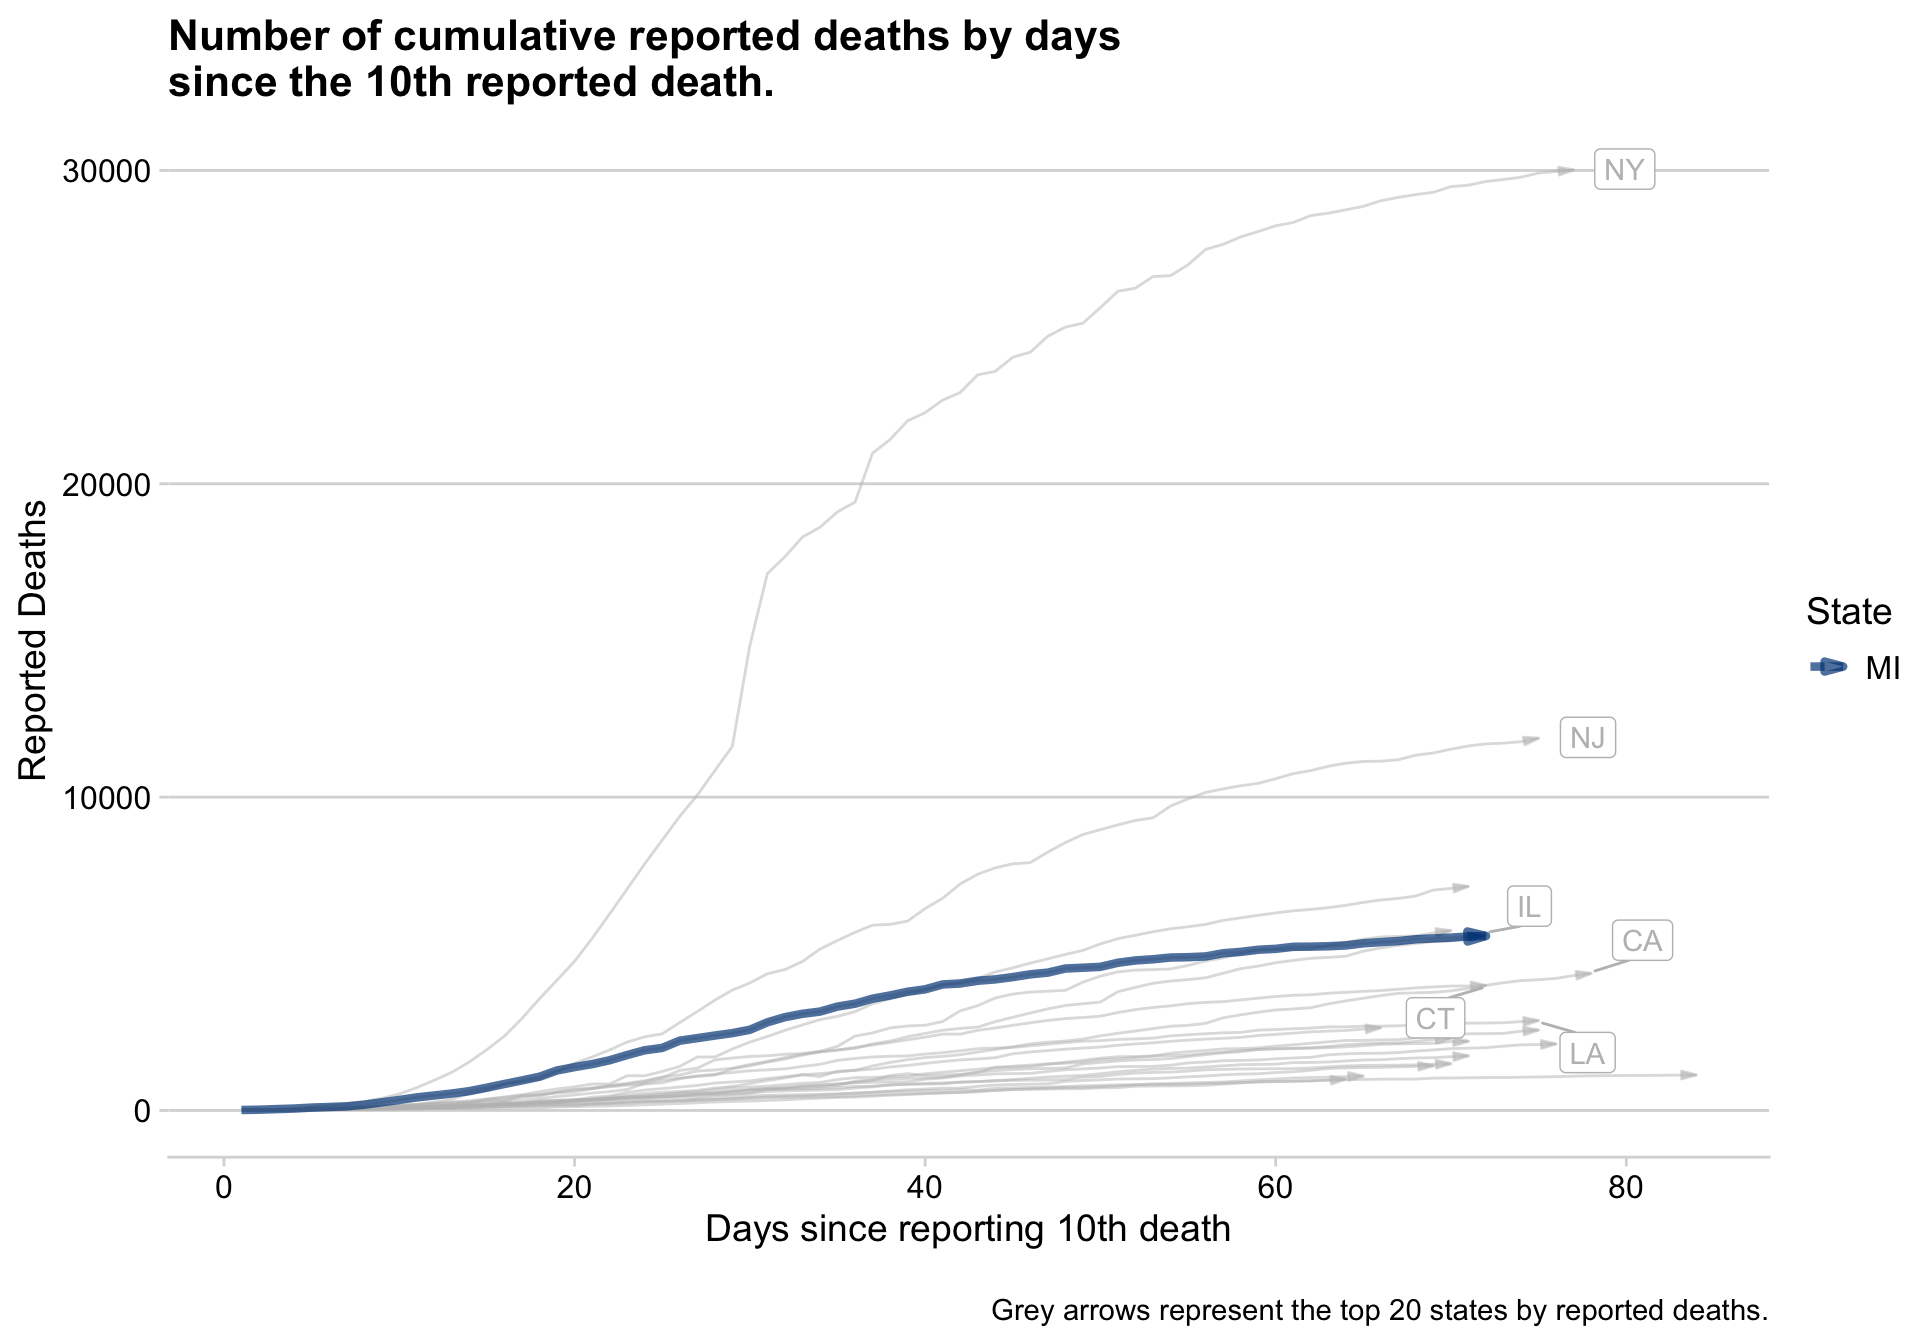 Number of cumulative reported deaths by days
since the 10th reported death.
30000
20000
10000
0
Reported Deaths
NY
NJ
IL
CA
CT
LA
State
MI
0
20
40
60
80
Days since reporting 10th death
Grey arrows represent the top 20 states by reported deaths.